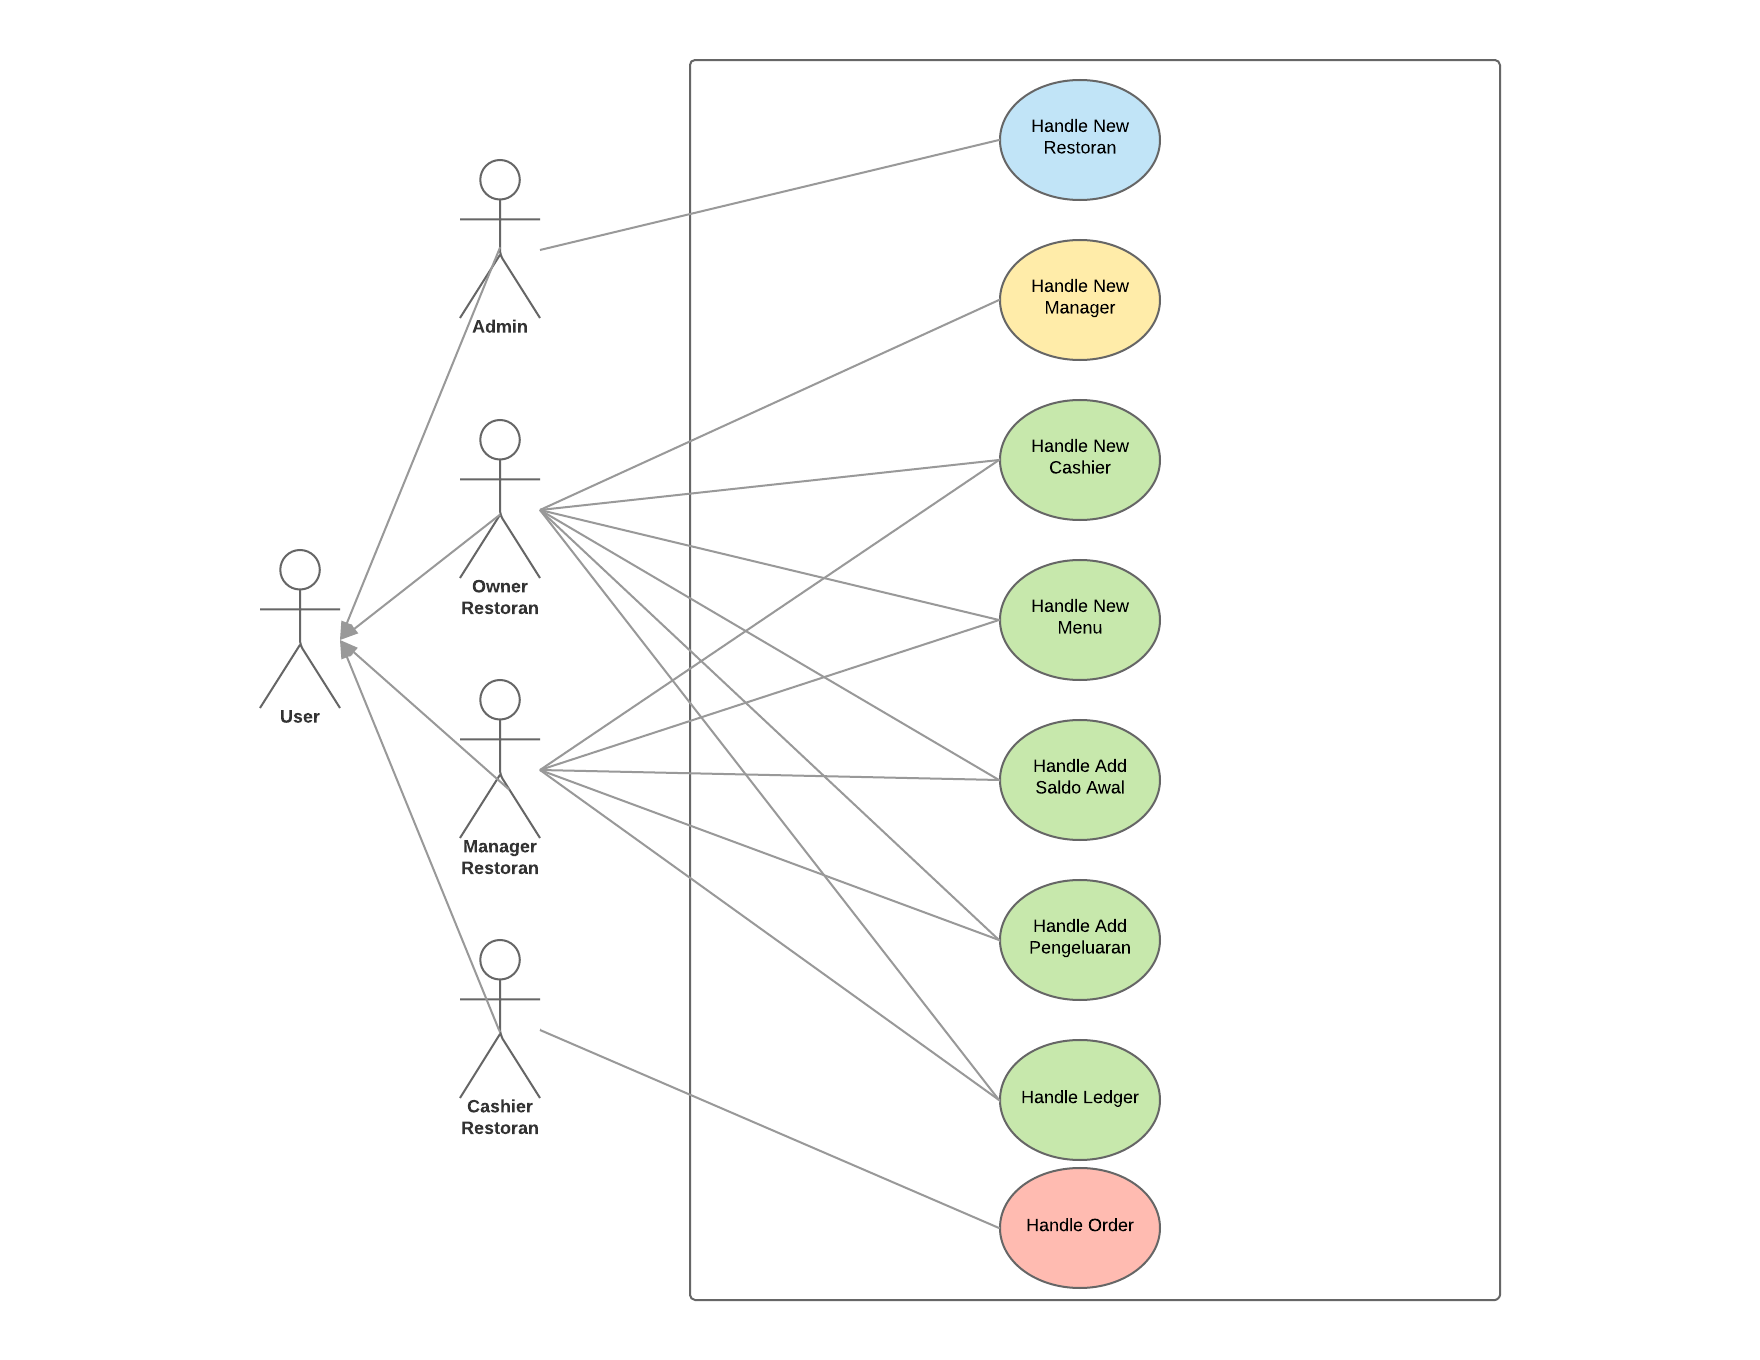 Admin
Owner
Restoran
User
Manager
Restoran
Cashier
Restoran
Handle New
Restoran
Handle New
Manager
Handle New
Cashier
Handle New
Menu
Handle Add
Saldo Awal
Handle Add
Pengeluaran
Handle Ledger
Handle Order